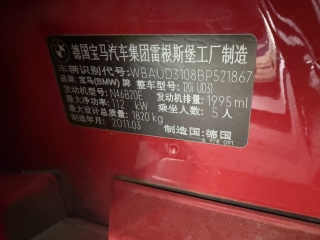 德国宝马汽车集团雷根斯堡工厂制造
车辆识别代号:WBAUD3108BP521867
品牌 宝马(BMW)牌 整车型号:120i UD31
发动机型号:N46B20E 发动机排量:1995 ml
最大净功率:112 kW 乘坐人数:5 人
最大设计总质量:1820 kg
制造年月:2011.03 制造国:德国